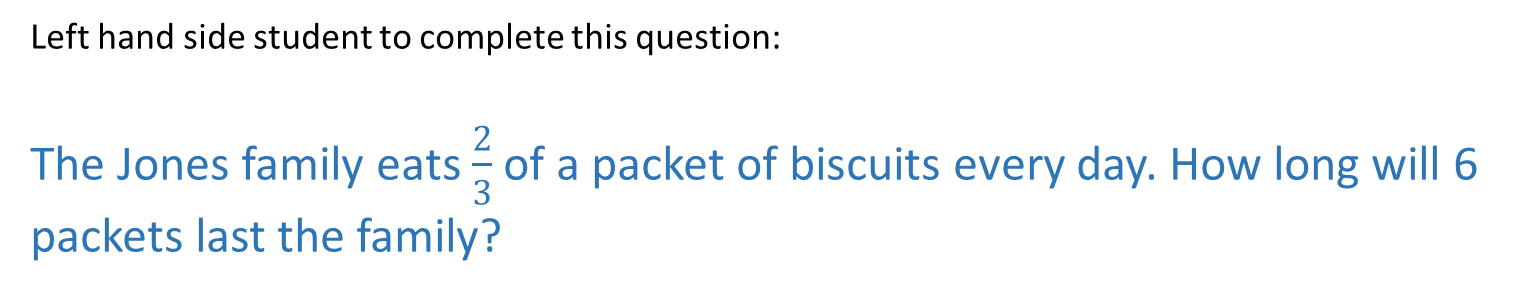 Left hand side student to complete this question:
The Jones family eats 2/3 of a packet of biscuits every day. How long will 6
packets last the family?